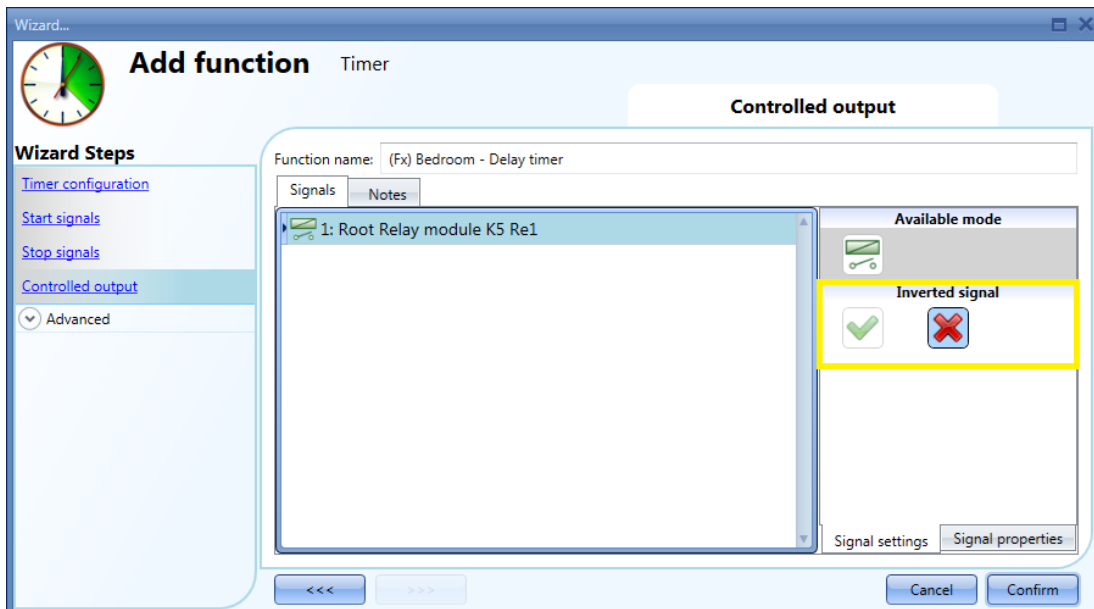 Wizard...
Add function Timer
Controlled output
Wizard Steps
Timer configuration
Start signals
Stop signals
Controlled output
Advanced
Function name: (Fx) Bedroom - Delay timer
Signals Notes
1: Root Relay module K5 Re1
Available mode
Inverted signal
Signal settings Signal properties
<<< >>> Cancel Confirm